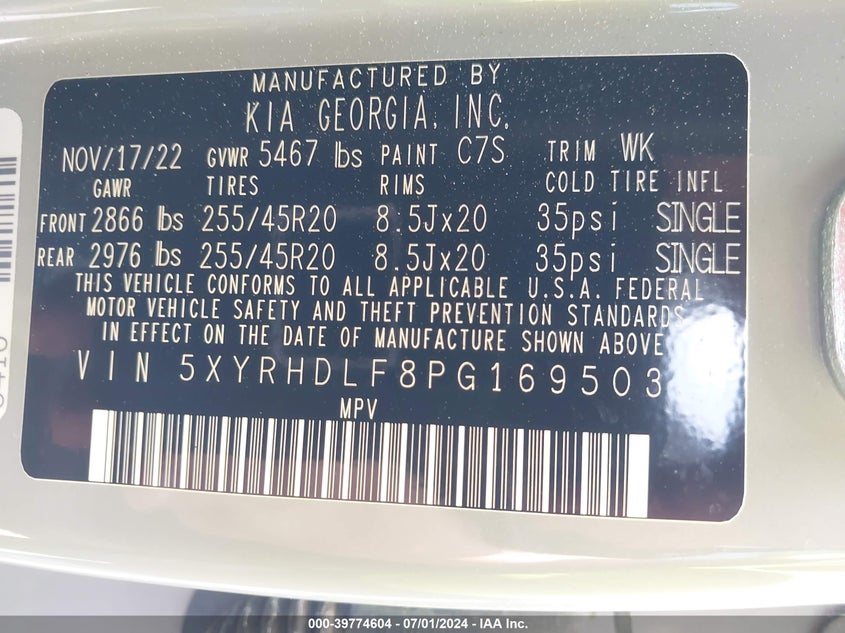 MANUFACTURED BY
KIA GEORGIA, INC.
NOV/17/22 GVWR 5467 lbs PAINT C7S TRIM WK
GAWR TIRES RIMS COLD TIRE INFL
FRONT 2866 lbs 255/45R20 8.5Jx20 35psi SINGLE
REAR 2976 lbs 255/45R20 8.5Jx20 35psi SINGLE
THIS VEHICLE CONFORMS TO ALL APPLICABLE U.S.A. FEDERAL
MOTOR VEHICLE SAFETY AND THEFT PREVENTION STANDARDS
IN EFFECT ON THE DATE OF MANUFACTURE SHOWN ABOVE
VIN 5XYRHDLF8PG169503
MPV
000-39774604 - 07/01/2024 - IAA Inc.